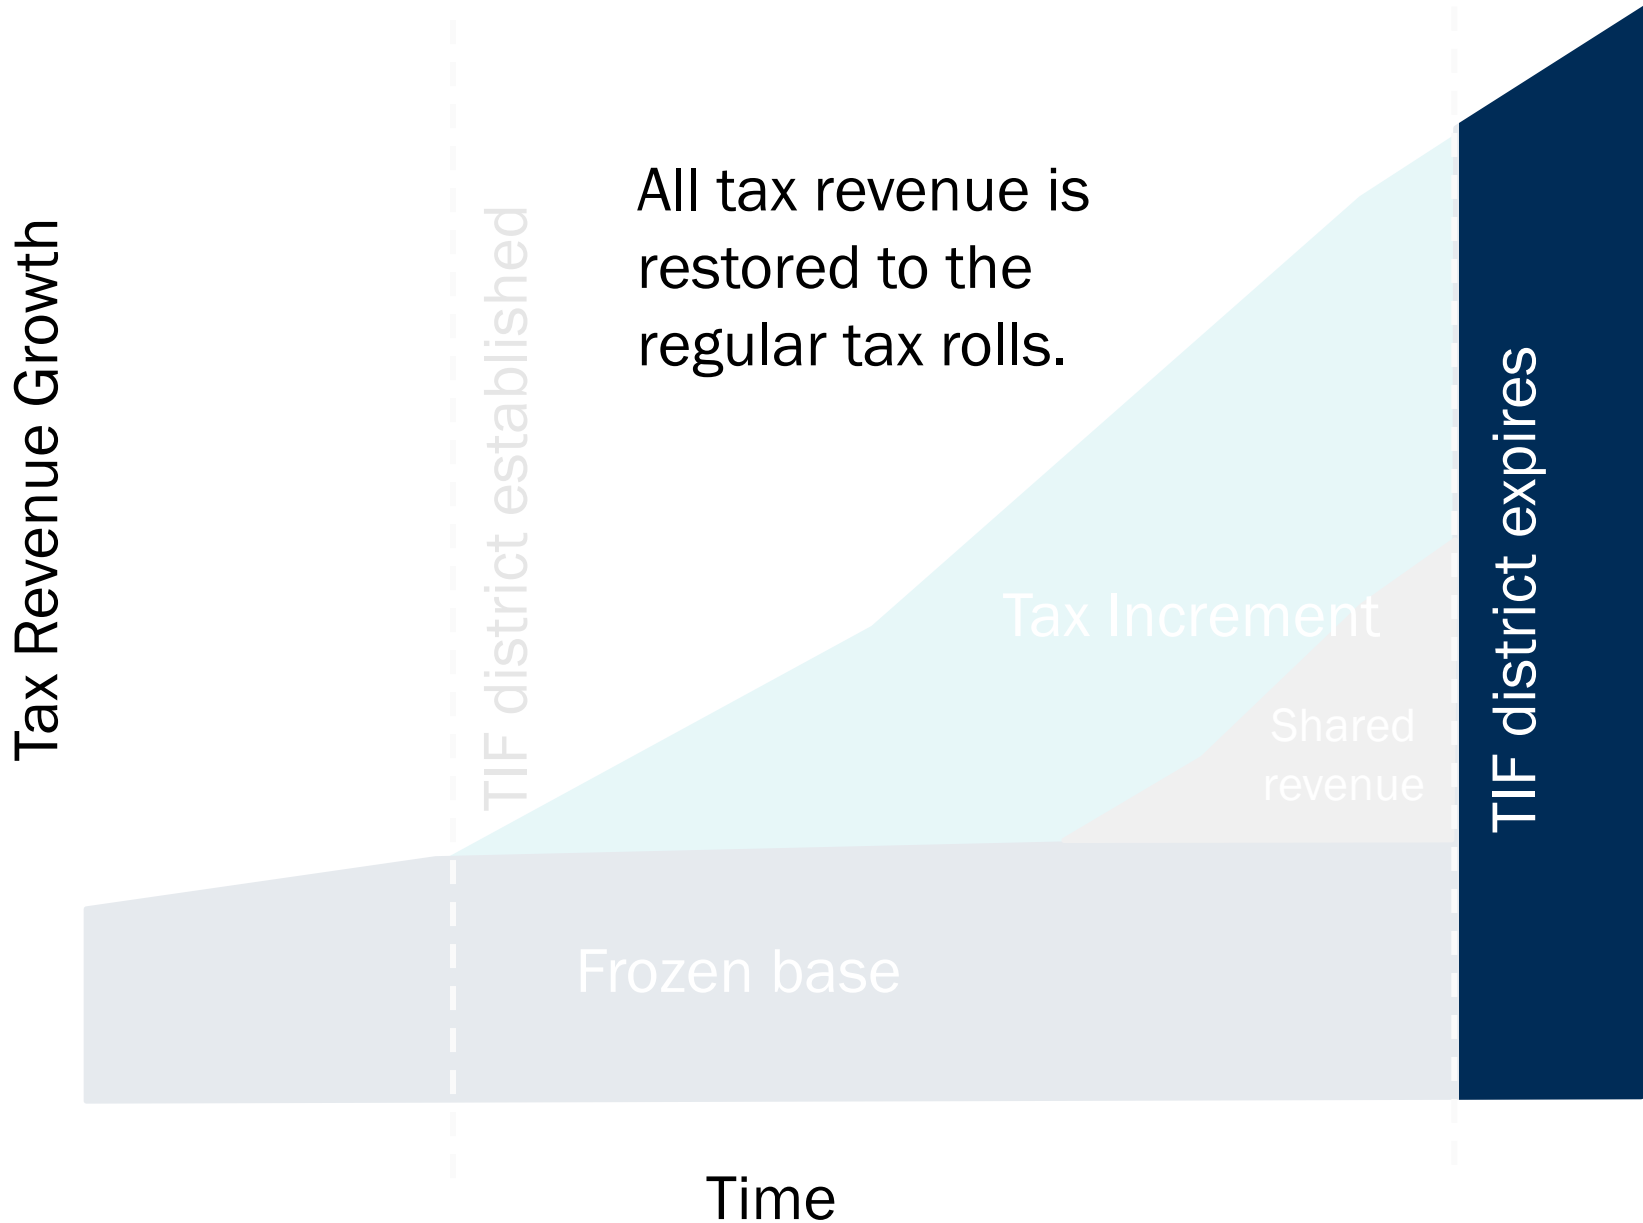 Tax Revenue Growth
TIF district established
All tax revenue is
restored to the
regular tax rolls.
Tax Increment
Shared
revenue
Frozen base
TIF district expires
Time